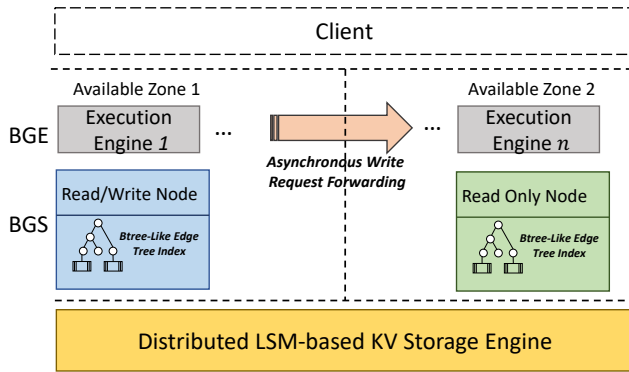 Client
Available Zone 1
Available Zone 2
BGE
Execution
Engine 1
...
Asynchronous Write
Request Forwarding
...
Execution
Engine n
BGS
Read/Write Node
Btree-Like Edge
Tree Index
Read Only Node
Btree-Like Edge
Tree Index
Distributed LSM-based KV Storage Engine